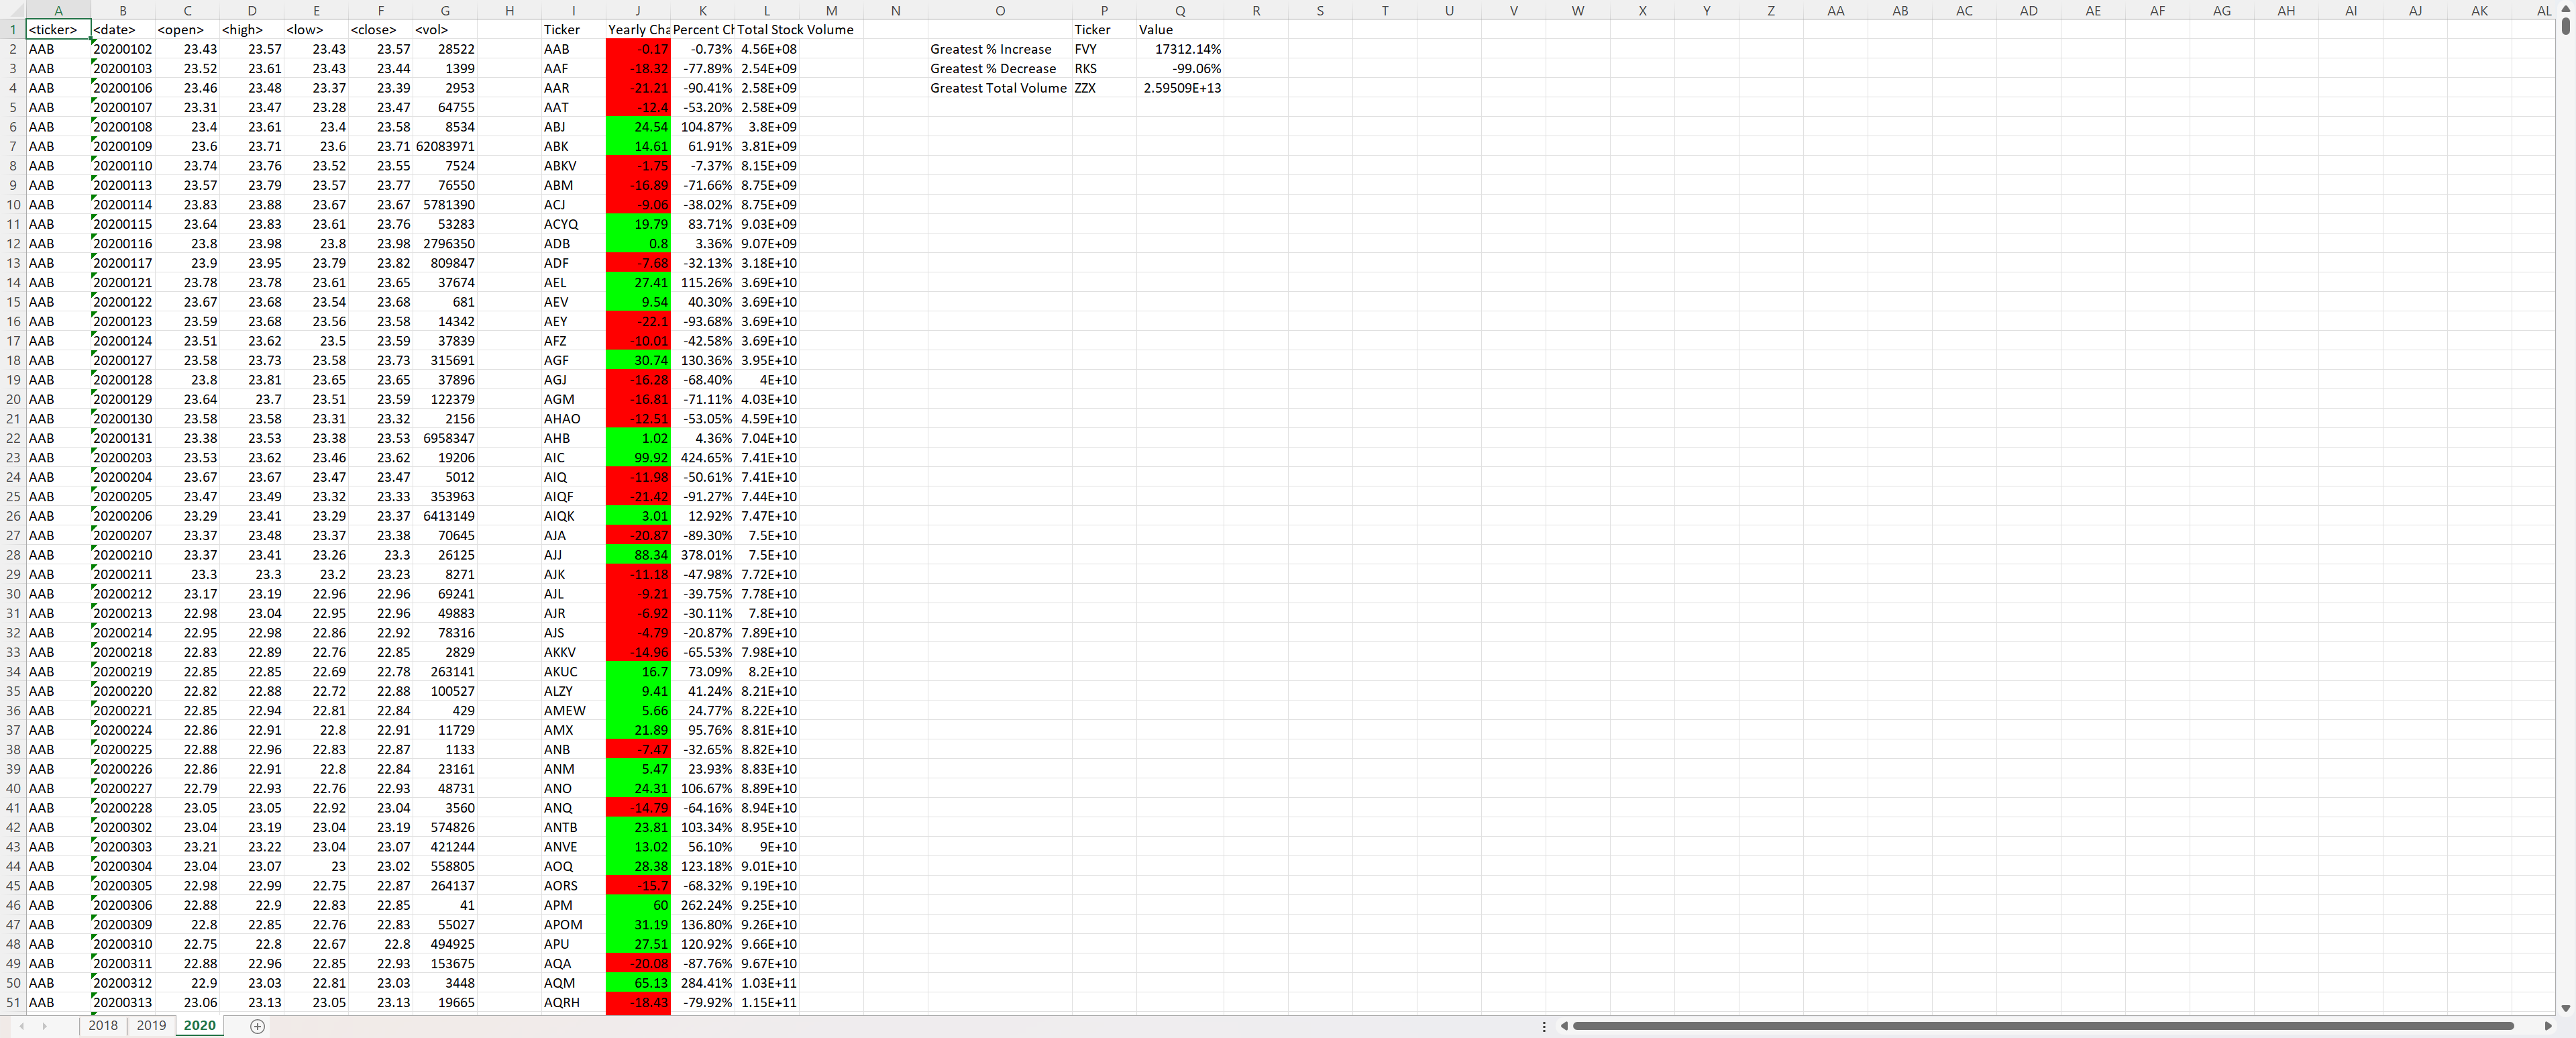 A B C D E F G H I J K L M N O P Q R S T U V W X Y Z AA AB AC AD AE AF AG AH AI AJ AK AL
1 <ticker> <date> <open> <high> <low> <close> <vol> Ticker Yearly Cha Percent Ch Total Stock Volume Ticker Value
2 AAB 20200102 23.43 23.57 23.43 23.57 28522 AAB -0.17 -0.73% 4.56E+08 Greatest % Increase FVY 17312.14%
3 AAB 20200103 23.52 23.61 23.43 23.44 1399 AAF -18.32 -77.89% 2.54E+09 Greatest % Decrease RKS -99.06%
4 AAB 20200106 23.46 23.48 23.37 23.39 2953 AAR -21.21 -90.41% 2.58E+09 Greatest Total Volume ZZX 2.59509E+13
5 AAB 20200107 23.31 23.47 23.28 23.47 64755 AAT -12.4 -53.20% 2.58E+09
6 AAB 20200108 23.4 23.61 23.4 23.58 8534 ABJ 24.54 104.87% 3.8E+09
7 AAB 20200109 23.6 23.71 23.6 23.71 62083971 ABK 14.61 61.91% 3.81E+09
8 AAB 20200110 23.74 23.76 23.52 23.55 7524 ABKV -1.75 -7.37% 8.15E+09
9 AAB 20200113 23.57 23.79 23.57 23.77 76550 ABM -16.89 -71.66% 8.75E+09
10 AAB 20200114 23.83 23.88 23.67 23.67 5781390 ACJ -9.06 -38.02% 8.75E+09
11 AAB 20200115 23.64 23.83 23.61 23.76 53283 ACYQ 19.79 83.71% 9.03E+09
12 AAB 20200116 23.8 23.98 23.8 23.98 2796350 ADB 0.8 3.36% 9.07E+09
13 AAB 20200117 23.9 23.95 23.79 23.82 809847 ADF -7.68 -32.13% 3.18E+10
14 AAB 20200121 23.78 23.78 23.61 23.65 37674 AEL 27.41 115.26% 3.69E+10
15 AAB 20200122 23.67 23.68 23.54 23.68 681 AEV 9.54 40.30% 3.69E+10
16 AAB 20200123 23.59 23.68 23.56 23.58 14342 AEY -22.1 -93.68% 3.69E+10
17 AAB 20200124 23.51 23.62 23.5 23.59 37839 AFZ -10.01 -42.58% 3.69E+10
18 AAB 20200127 23.58 23.73 23.58 23.73 315691 AGF 30.74 130.36% 3.95E+10
19 AAB 20200128 23.8 23.81 23.65 23.65 37896 AGJ -16.28 -68.40% 4E+10
20 AAB 20200129 23.64 23.7 23.51 23.59 122379 AGM -16.81 -71.11% 4.03E+10
21 AAB 20200130 23.58 23.58 23.31 23.32 2156 AHAO -12.51 -53.05% 4.59E+10
22 AAB 20200131 23.38 23.53 23.38 23.53 6958347 AHB 1.02 4.36% 7.04E+10
23 AAB 20200203 23.53 23.62 23.46 23.62 19206 AIC 99.92 424.65% 7.41E+10
24 AAB 20200204 23.67 23.67 23.47 23.47 5012 AIQ -11.98 -50.61% 7.41E+10
25 AAB 20200205 23.47 23.49 23.32 23.33 353963 AIQF -21.42 -91.27% 7.44E+10
26 AAB 20200206 23.29 23.41 23.29 23.37 6413149 AIQK 3.01 12.92% 7.47E+10
27 AAB 20200207 23.37 23.48 23.37 23.38 70645 AJA -20.87 -89.30% 7.5E+10
28 AAB 20200210 23.37 23.41 23.26 23.3 26125 AJJ 88.34 378.01% 7.5E+10
29 AAB 20200211 23.3 23.3 23.2 23.23 8271 AJK -11.18 -47.98% 7.72E+10
30 AAB 20200212 23.17 23.19 22.96 22.96 69241 AJL -9.21 -39.75% 7.78E+10
31 AAB 20200213 22.98 23.04 22.95 22.96 49883 AJR -6.92 -30.11% 7.8E+10
32 AAB 20200214 22.95 22.98 22.86 22.92 78316 AJS -4.79 -20.87% 7.89E+10
33 AAB 20200218 22.83 22.89 22.76 22.85 2829 AKKV -14.96 -65.53% 7.98E+10
34 AAB 20200219 22.85 22.85 22.69 22.78 263141 AKUC 16.7 73.09% 8.2E+10
35 AAB 20200220 22.82 22.88 22.72 22.88 100527 ALZY 9.41 41.24% 8.21E+10
36 AAB 20200221 22.85 22.94 22.81 22.84 429 AMEW 5.66 24.77% 8.22E+10
37 AAB 20200224 22.86 22.91 22.8 22.91 11729 AMX 21.89 95.76% 8.81E+10
38 AAB 20200225 22.88 22.96 22.83 22.87 1133 ANB -7.47 -32.65% 8.82E+10
39 AAB 20200226 22.86 22.91 22.8 22.84 23161 ANM 5.47 23.93% 8.83E+10
40 AAB 20200227 22.79 22.93 22.76 22.93 48731 ANO 24.31 106.67% 8.89E+10
41 AAB 20200228 23.05 23.05 22.92 23.04 3560 ANQ -14.79 -64.16% 8.94E+10
42 AAB 20200302 23.04 23.19 23.04 23.19 574826 ANTB 23.81 103.34% 8.95E+10
43 AAB 20200303 23.21 23.22 23.04 23.07 421244 ANVE 13.02 56.10% 9E+10
44 AAB 20200304 23.04 23.07 23 23.02 558805 AOQ 28.38 123.18% 9.01E+10
45 AAB 20200305 22.98 22.99 22.75 22.87 264137 AORS -15.7 -68.32% 9.19E+10
46 AAB 20200306 22.88 22.9 22.83 22.85 41 APM 60 262.24% 9.25E+10
47 AAB 20200309 22.8 22.85 22.76 22.83 55027 APOM 31.19 136.80% 9.26E+10
48 AAB 20200310 22.75 22.8 22.67 22.8 494925 APU 27.51 120.92% 9.66E+10
49 AAB 20200311 22.88 22.96 22.85 22.93 153675 AQA -20.08 -87.76% 9.67E+10
50 AAB 20200312 22.9 23.03 22.81 23.03 3448 AQM 65.13 284.41% 1.03E+11
51 AAB 20200313 23.06 23.13 23.05 23.13 19665 AQRH -18.43 -79.92% 1.15E+11
2018 2019 2020